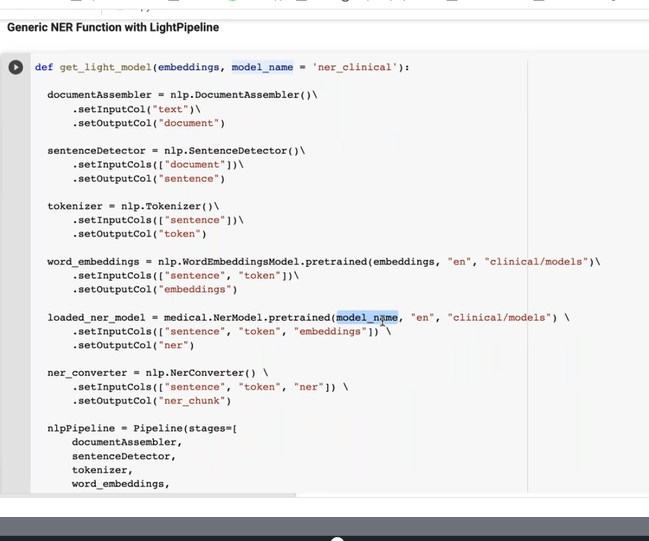 Generic NER Function with LightPipeline
def get_light_model(embeddings, model_name = 'ner_clinical'):
documentAssembler = nlp.DocumentAssembler()\
.setInputCol("text")\
.setOutputCol("document")
sentenceDetector = nlp.SentenceDetector()\
.setInputCols(["document"])\
.setOutputCol("sentence")
tokenizer = nlp.Tokenizer()\
.setInputCols(["sentence"])\
.setOutputCol("token")
word_embeddings = nlp.WordEmbeddingsModel.pretrained(embeddings, "en", "clinical/models")\
.setInputCols(["sentence", "token"])\
.setOutputCol("embeddings")
loaded_ner_model = medical.NerModel.pretrained(model_name, "en", "clinical/models") \
.setInputCols(["sentence", "token", "embeddings"]) \
.setOutputCol("ner")
ner_converter = nlp.NerConverter() \
.setInputCols(["sentence", "token", "ner"]) \
.setOutputCol("ner_chunk")
nlpPipeline = Pipeline(stages=[
documentAssembler,
sentenceDetector,
tokenizer,
word_embeddings,